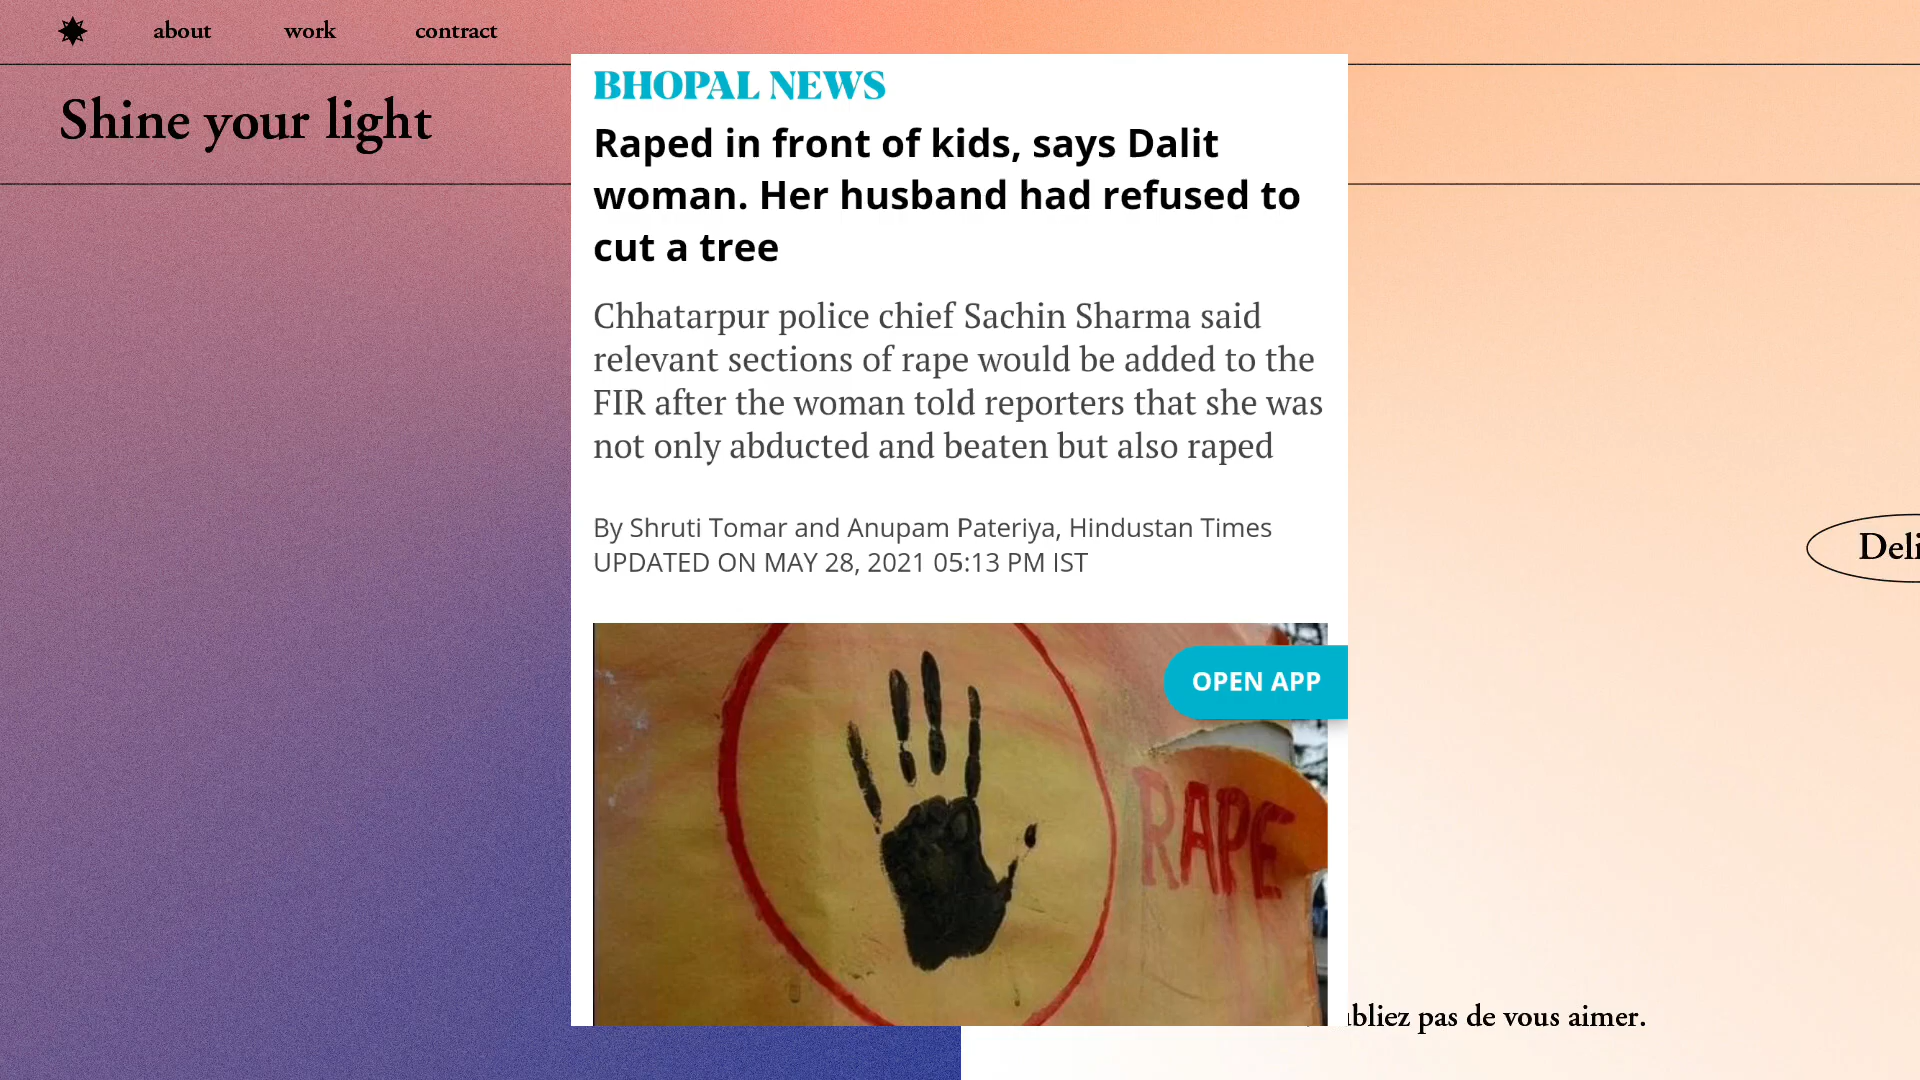 about work contract
Shine your light
BHOPAL NEWS
Raped in front of kids, says Dalit
woman. Her husband had refused to
cut a tree
Chhatarpur police chief Sachin Sharma said
relevant sections of rape would be added to the
FIR after the woman told reporters that she was
not only abducted and beaten but also raped
By Shruti Tomar and Anupam Pateriya, Hindustan Times
UPDATED ON MAY 28, 2021 05:13 PM IST
OPEN APP
RAPE
pas de vous aimer.